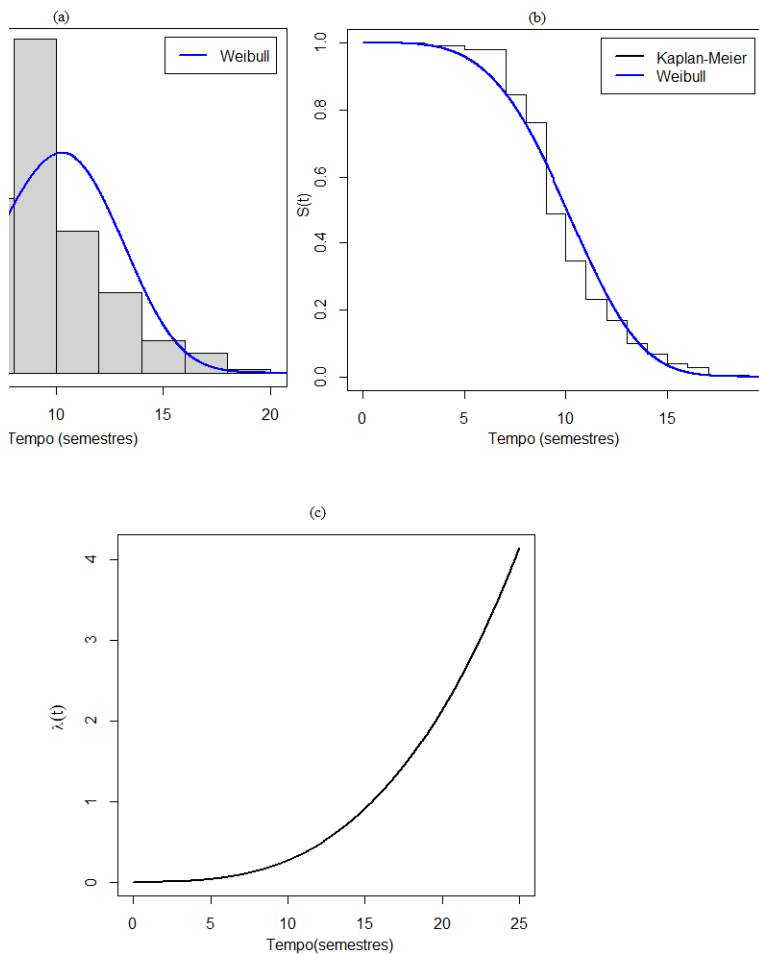 (a)
Weibull
10
15
20
Tempo (semestres)
(b)
Kaplan-Meier
Weibull
S(t)
1.0
0.8
0.6
0.4
0.2
0.0
0
5
10
15
Tempo (semestres)
(c)
λ(t)
4
3
2
1
0
0
5
10
15
20
25
Tempo(semestres)